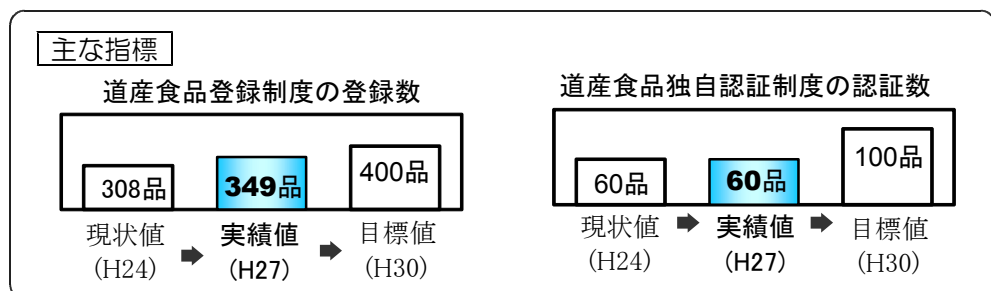 主な指標
道産食品登録制度の登録数
308品 349品 400品
現状値 ➡ 実績値 ➡ 目標値
(H24) (H27) (H30)
道産食品独自認証制度の認証数
60品 60品 100品
現状値 ➡ 実績値 ➡ 目標値
(H24) (H27) (H30)